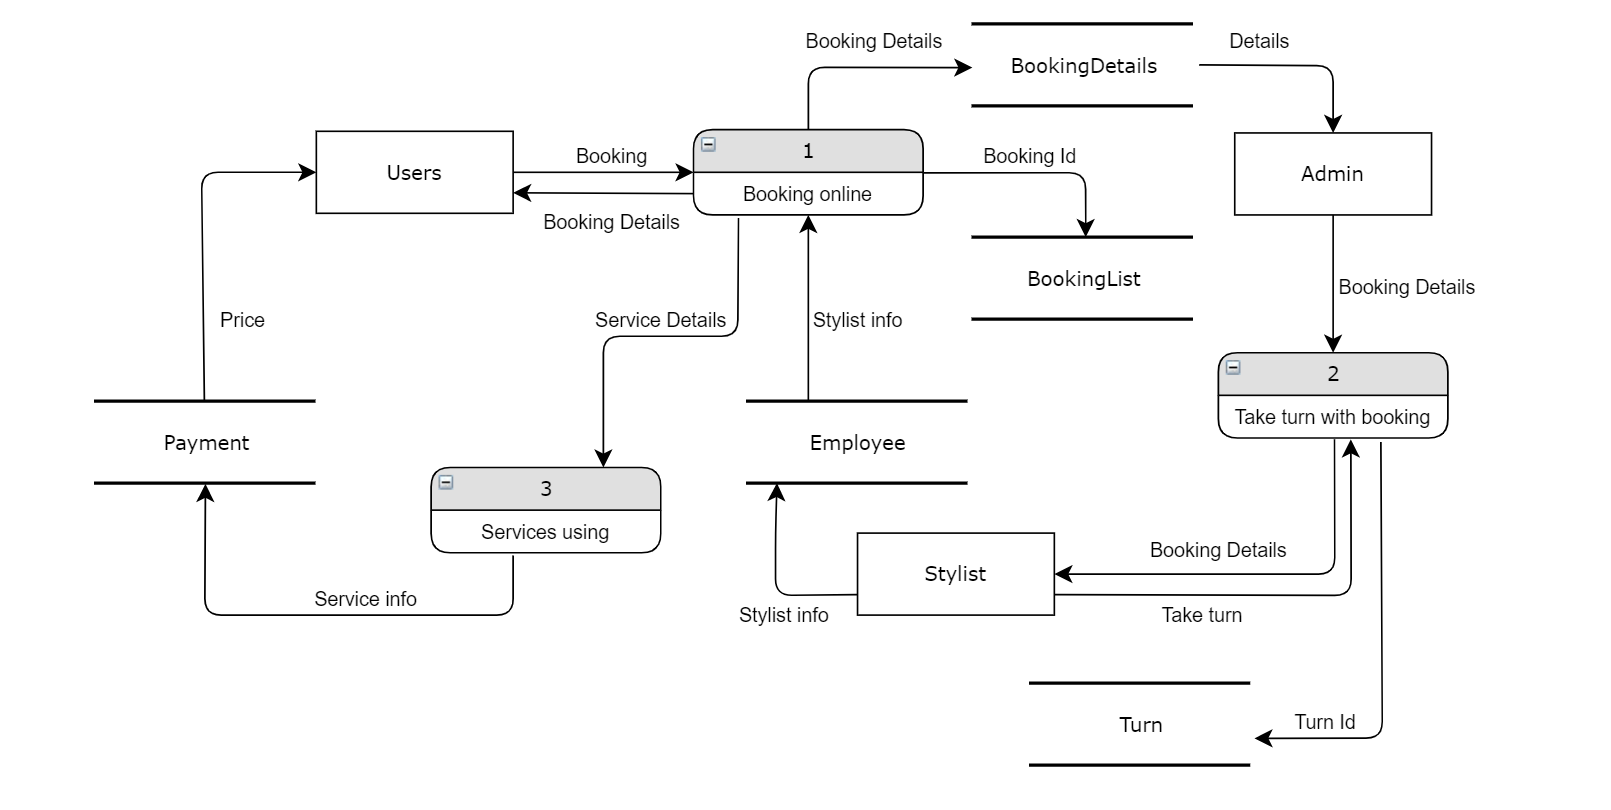 Booking Details
BookingDetails
Details
Users
Booking
1
Booking online
Booking Id
Admin
Booking Details
BookingList
Booking Details
Price
Service Details
Stylist info
2
Take turn with booking
Payment
Employee
3
Services using
Booking Details
Stylist
Service info
Stylist info
Take turn
Turn
Turn Id